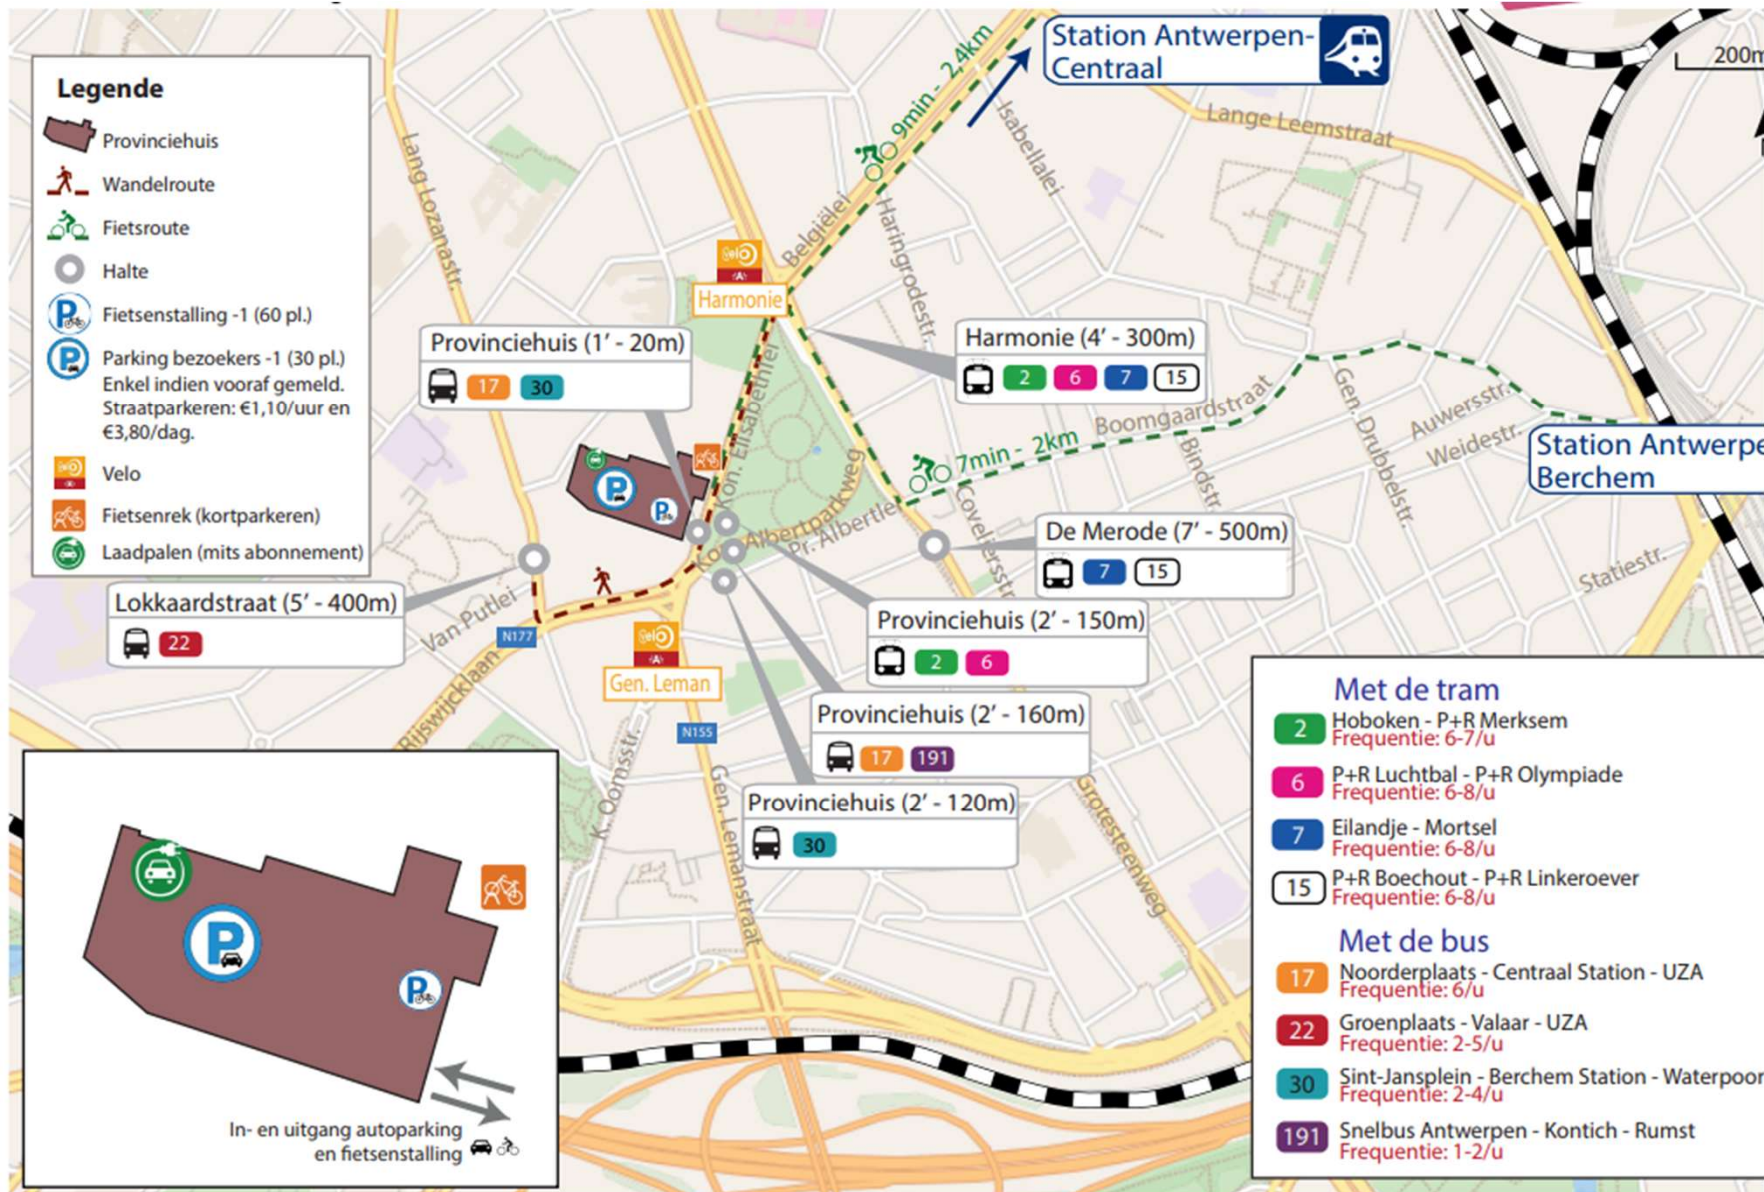 Legende
Provinciehuis
Wandelroute
Fietsroute
Halte
Fietsenstalling -1 (60 pl.)
Parking bezoekers -1 (30 pl.)
Enkel indien vooraf gemeld.
Straatparkeren: €1,10/uur en
€3,80/dag.
Velo
Fietsenrek (kortparkeren)
Laadpalen (mits abonnement)
Station Antwerpen-
Centraal
200m
9min - 2,4km
Lange Leemstraat
Isabellalei
Lang Lozanastr.
Belgiëlei
Haringrodestr.
Velo
Harmonie
Provinciehuis (1’ - 20m)
17 30
Harmonie (4’ - 300m)
2 6 7 15
Kon. Elisabethlei
Boomgaardstraat
7min - 2km
Gen. Drubbelstr.
Auwersstr.
Weidestr.
Bindstr.
Station Antwerpe
Berchem
Albertparkweg
Pr. Albertlei
Coveliersstr.
De Merode (7’ - 500m)
7 15
Statiestr.
Lokkaardstraat (5’ - 400m)
22
Van Putlei
N177
Rijswijcklaan
Velo
Gen. Leman
Provinciehuis (2’ - 150m)
2 6
Provinciehuis (2’ - 160m)
17 191
N155
Provinciehuis (2’ - 120m)
30
K. Oomsstr.
Gen. Lemanstraat
Grotesteenweg
P
P
In- en uitgang autoparking
en fietsenstalling
Met de tram
2 Hoboken - P+R Merksem
Frequentie: 6-7/u
6 P+R Luchtbal - P+R Olympiade
Frequentie: 6-8/u
7 Eilandje - Mortsel
Frequentie: 6-8/u
15 P+R Boechout - P+R Linkeroever
Frequentie: 6-8/u
Met de bus
17 Noorderplaats - Centraal Station - UZA
Frequentie: 6/u
22 Groenplaats - Valaar - UZA
Frequentie: 2-5/u
30 Sint-Jansplein - Berchem Station - Waterpoor
Frequentie: 2-4/u
191 Snelbus Antwerpen - Kontich - Rumst
Frequentie: 1-2/u